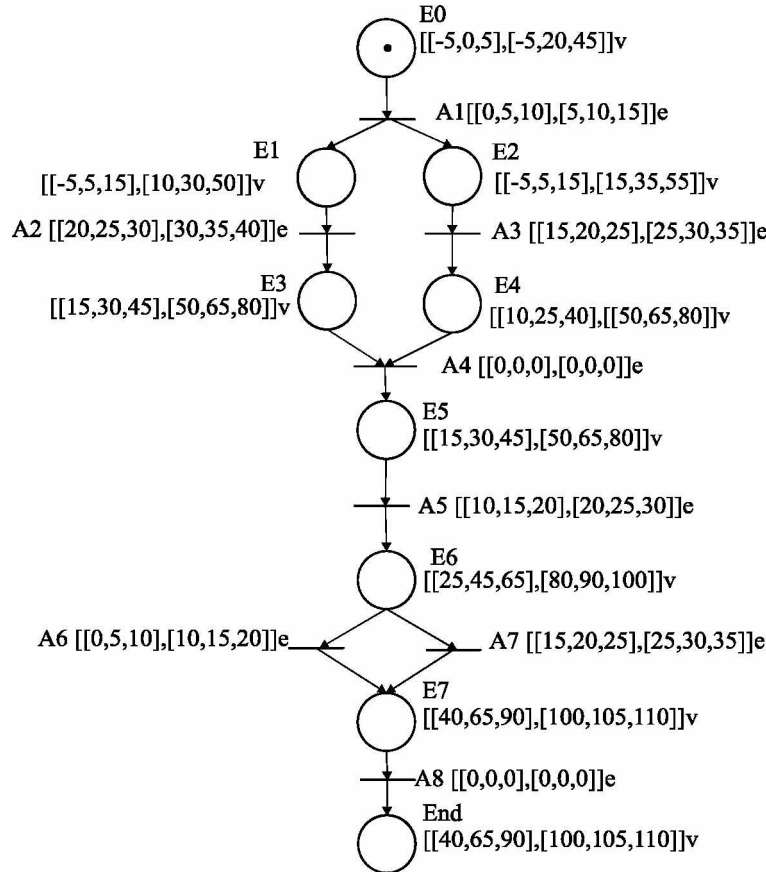 E0
[[-5,0,5],[-5,20,45]]v
A1[[0,5,10],[5,10,15]]e
E1
E2
[[-5,5,15],[10,30,50]]v
[[-5,5,15],[15,35,55]]v
A2 [[20,25,30],[30,35,40]]e
A3 [[15,20,25],[25,30,35]]e
E3
E4
[[15,30,45],[50,65,80]]v
[[10,25,40],[[50,65,80]]v
A4 [[0,0,0],[0,0,0]]e
E5
[[15,30,45],[50,65,80]]v
A5 [[10,15,20],[20,25,30]]e
E6
[[25,45,65],[80,90,100]]v
A6 [[0,5,10],[10,15,20]]e
A7 [[15,20,25],[25,30,35]]e
E7
[[40,65,90],[100,105,110]]v
A8 [[0,0,0],[0,0,0]]e
End
[[40,65,90],[100,105,110]]v